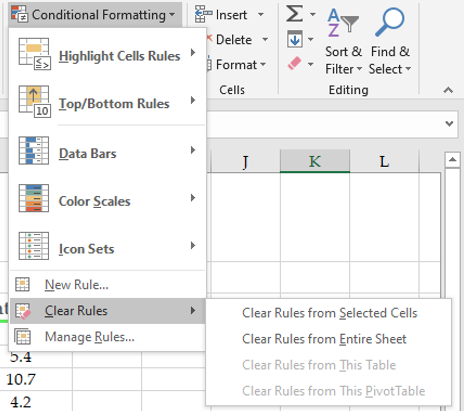 Conditional Formatting
Insert
Delete
Format
Cells
Σ
A
Z
Sort &
Filter
Find &
Select
Editing
Highlight Cells Rules
10
Top/Bottom Rules
Data Bars
Color Scales
Icon Sets
New Rule...
Clear Rules
Manage Rules...
J K L
Clear Rules from Selected Cells
Clear Rules from Entire Sheet
Clear Rules from This Table
Clear Rules from This PivotTable
5.4
10.7
4.2